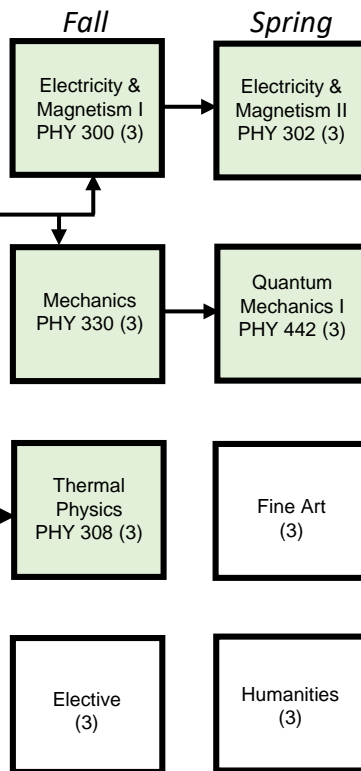 Fall
Spring
Electricity &
Magnetism I
PHY 300 (3)
Electricity &
Magnetism II
PHY 302 (3)
Mechanics
PHY 330 (3)
Quantum
Mechanics I
PHY 442 (3)
Thermal
Physics
PHY 308 (3)
Fine Art
(3)
Elective
(3)
Humanities
(3)